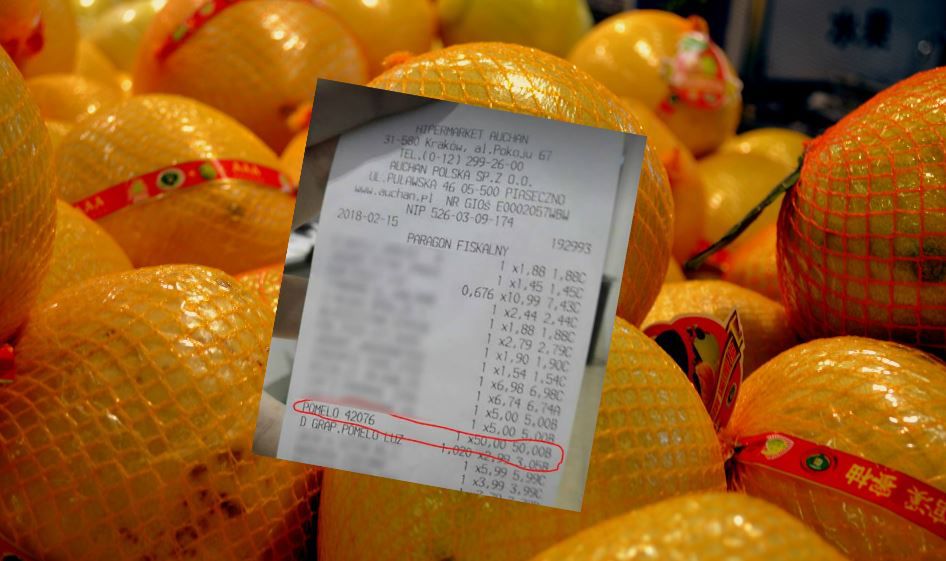 HIPERMARKET AUCHAN
31-580 Kraków, al.Pokoju 67
TEL.(0-12) 299-26-00
AUCHAN POLSKA SP.Z O.O.
UL.PUŁAWSKA 46 05-500 PIASECZNO
www.auchan.pl NR GIOŚ E0002057WBW
NIP 526-03-09-174
2018-02-15 192993
PARAGON FISKALNY
1 x1,88 1,88C
1 x1,45 1,45C
0,676 x10,99 7,43C
1 x2,44 2,44C
1 x1,88 1,88C
1 x2,79 2,79C
1 x1,90 1,90C
1 x1,54 1,54C
1 x6,98 6,98C
1 x6,74 6,74A
1 x5,00 5,00B
1 x5,00 5,00B
POMELO 42076 1 x50,00 50,00B
D GRAP.POMELO LUZ 1,020 x2,99 3,05B
1 x5,99 5,99C
1 x3,99 3,99C